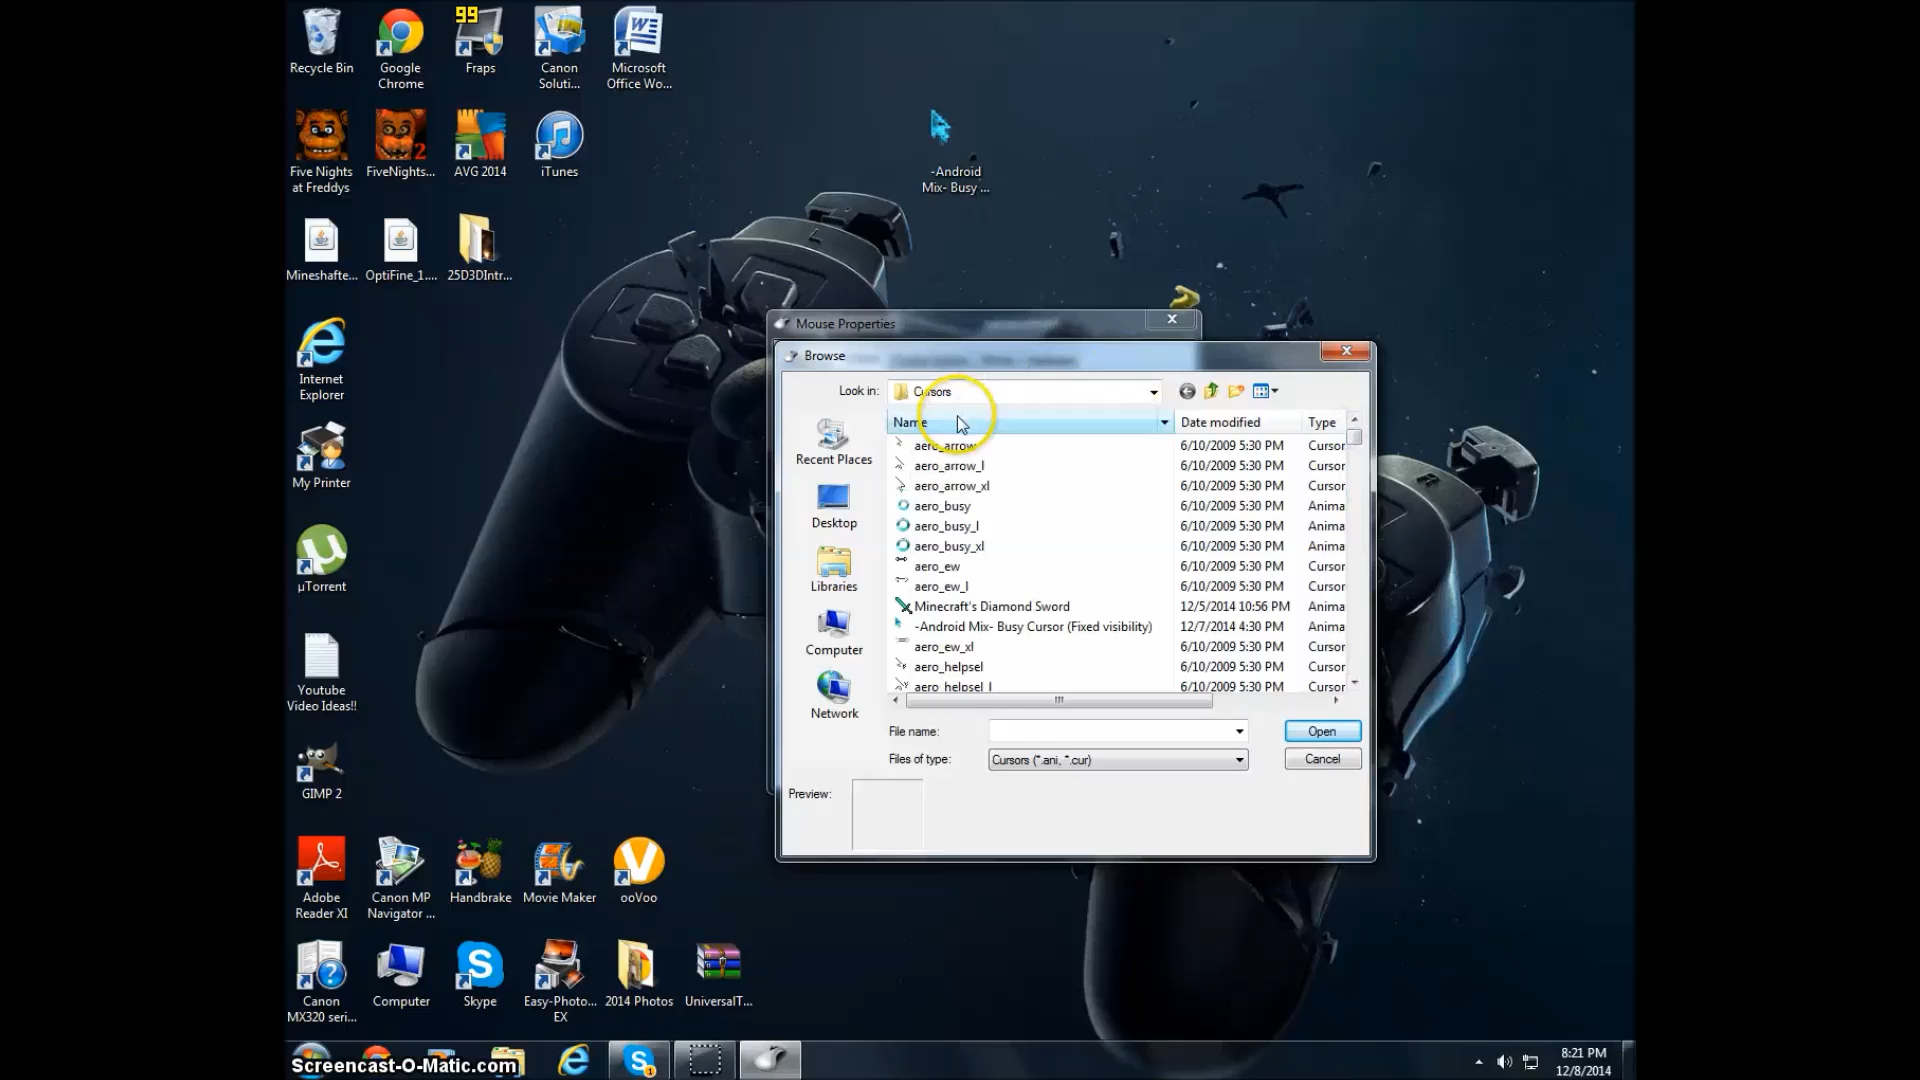 Recycle Bin
Google
Chrome
99
Fraps
Canon
Soluti...
Microsoft
Office Wo...
Five Nights
at Freddys
2
FiveNights...
AVG 2014
iTunes
-Android
Mix- Busy ...
Mineshafte...
OptiFine_1....
25D3DIntr...
Internet
Explorer
My Printer
µTorrent
Youtube
Video Ideas!!
GIMP 2
Adobe
Reader XI
Canon MP
Navigator ...
Handbrake
Movie Maker
ooVoo
Canon
MX320 seri...
Computer
Skype
Easy-Photo...
EX
2014 Photos
UniversalT...
Mouse Properties
Browse
Look in:
Cursors
Name
Date modified
Type
Recent Places
Desktop
Libraries
Computer
Network
aero_arrow 6/10/2009 5:30 PM Cursor
aero_arrow_l 6/10/2009 5:30 PM Cursor
aero_arrow_xl 6/10/2009 5:30 PM Cursor
aero_busy 6/10/2009 5:30 PM Anima
aero_busy_l 6/10/2009 5:30 PM Anima
aero_busy_xl 6/10/2009 5:30 PM Anima
aero_ew 6/10/2009 5:30 PM Cursor
aero_ew_l 6/10/2009 5:30 PM Cursor
Minecraft's Diamond Sword 12/5/2014 10:56 PM Anima
-Android Mix- Busy Cursor (Fixed visibility) 12/7/2014 4:30 PM Anima
aero_ew_xl 6/10/2009 5:30 PM Cursor
aero_helpsel 6/10/2009 5:30 PM Cursor
aero_helpsel_l 6/10/2009 5:30 PM Cursor
File name:
Open
Files of type:
Cursors (*.ani, *.cur)
Cancel
Preview:
Screencast-O-Matic.com
1
8:21 PM
12/8/2014